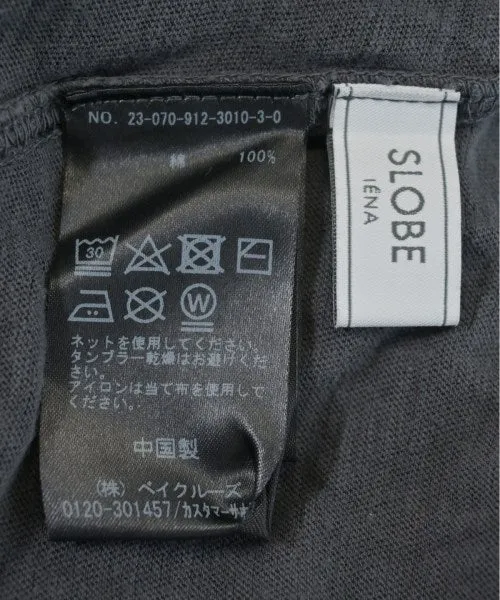 NO. 23-070-912-3010-3-0
綿 100%
30
W
ネットを使用してください。
タンブラー乾燥はお避けくだ
さい。
アイロンは当て布を使用して
ください。
中国製
(株) ベイクルーズ
0120-301457/カスタマーサポ
SLOBE
IÉNA